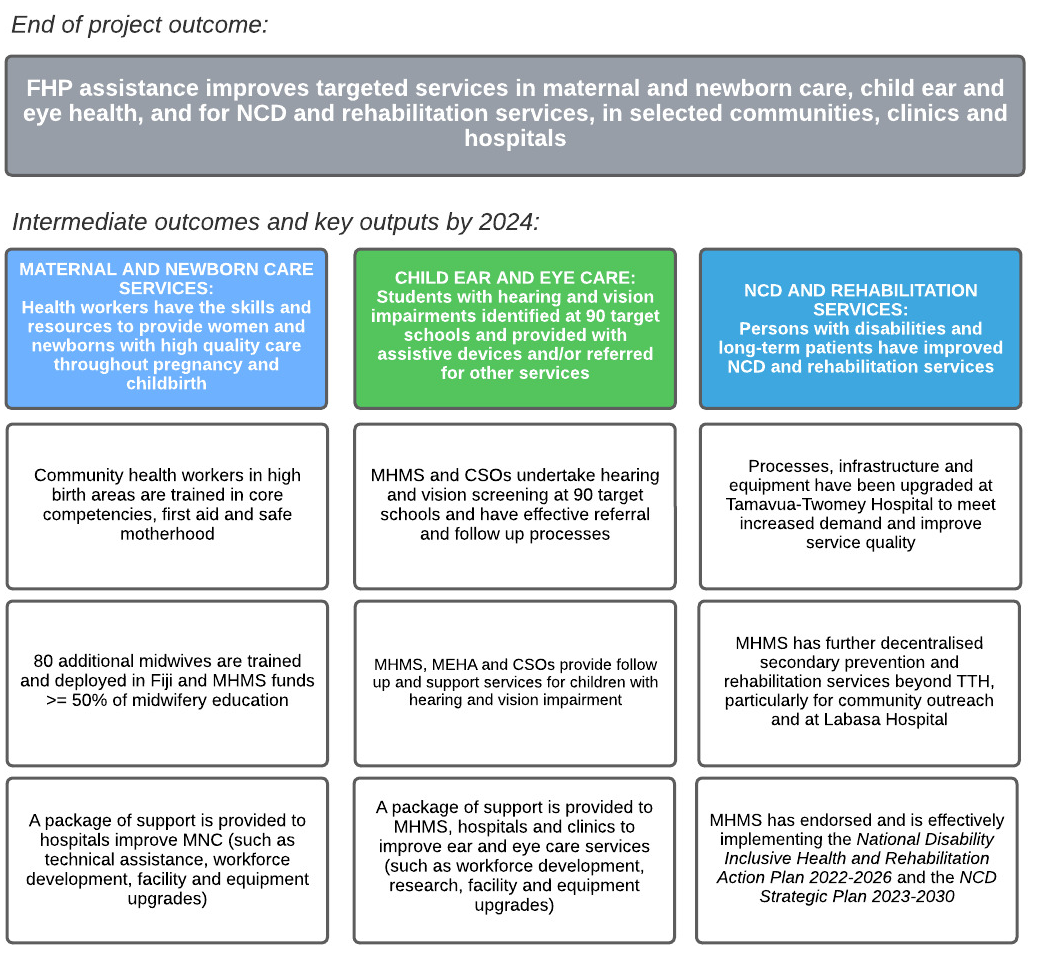 End of project outcome:
FHP assistance improves targeted services in maternal and newborn care, child ear and
eye health, and for NCD and rehabilitation services, in selected communities, clinics and
hospitals
Intermediate outcomes and key outputs by 2024:
MATERNAL AND NEWBORN CARE
SERVICES:
Health workers have the skills and
resources to provide women and
newborns with high quality care
throughout pregnancy and
childbirth
CHILD EAR AND EYE CARE:
Students with hearing and vision
impairments identified at 90 target
schools and provided with
assistive devices and/or referred
for other services
NCD AND REHABILITATION
SERVICES:
Persons with disabilities and
long-term patients have improved
NCD and rehabilitation services
Community health workers in high
birth areas are trained in core
competencies, first aid and safe
motherhood
MHMS and CSOs undertake hearing
and vision screening at 90 target
schools and have effective referral
and follow up processes
Processes, infrastructure and
equipment have been upgraded at
Tamavua-Twomey Hospital to meet
increased demand and improve
service quality
80 additional midwives are trained
and deployed in Fiji and MHMS funds
>= 50% of midwifery education
MHMS, MEHA and CSOs provide follow
up and support services for children with
hearing and vision impairment
MHMS has further decentralised
secondary prevention and
rehabilitation services beyond TTH,
particularly for community outreach
and at Labasa Hospital
A package of support is provided to
hospitals improve MNC (such as
technical assistance, workforce
development, facility and equipment
upgrades)
A package of support is provided to
MHMS, hospitals and clinics to
improve ear and eye care services
(such as workforce development,
research, facility and equipment
upgrades)
MHMS has endorsed and is effectively
implementing the National Disability
Inclusive Health and Rehabilitation
Action Plan 2022-2026 and the NCD
Strategic Plan 2023-2030